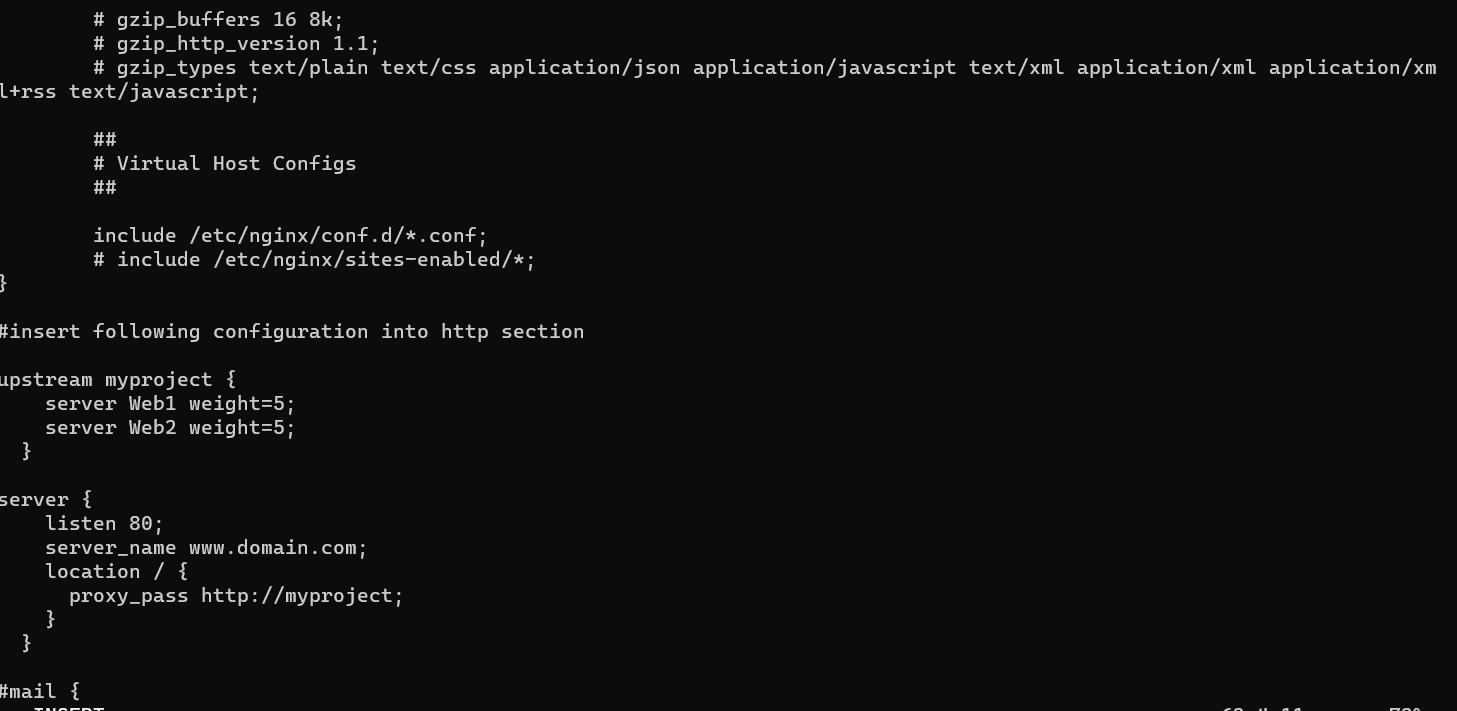 # gzip_buffers 16 8k;
# gzip_http_version 1.1;
# gzip_types text/plain text/css application/json application/javascript text/xml application/xml application/xm
l+rss text/javascript;
##
# Virtual Host Configs
##
include /etc/nginx/conf.d/*.conf;
# include /etc/nginx/sites-enabled/*;
}
#insert following configuration into http section
upstream myproject {
server Web1 weight=5;
server Web2 weight=5;
}
server {
listen 80;
server_name www.domain.com;
location / {
proxy_pass http://myproject;
}
}
#mail {
INSERT